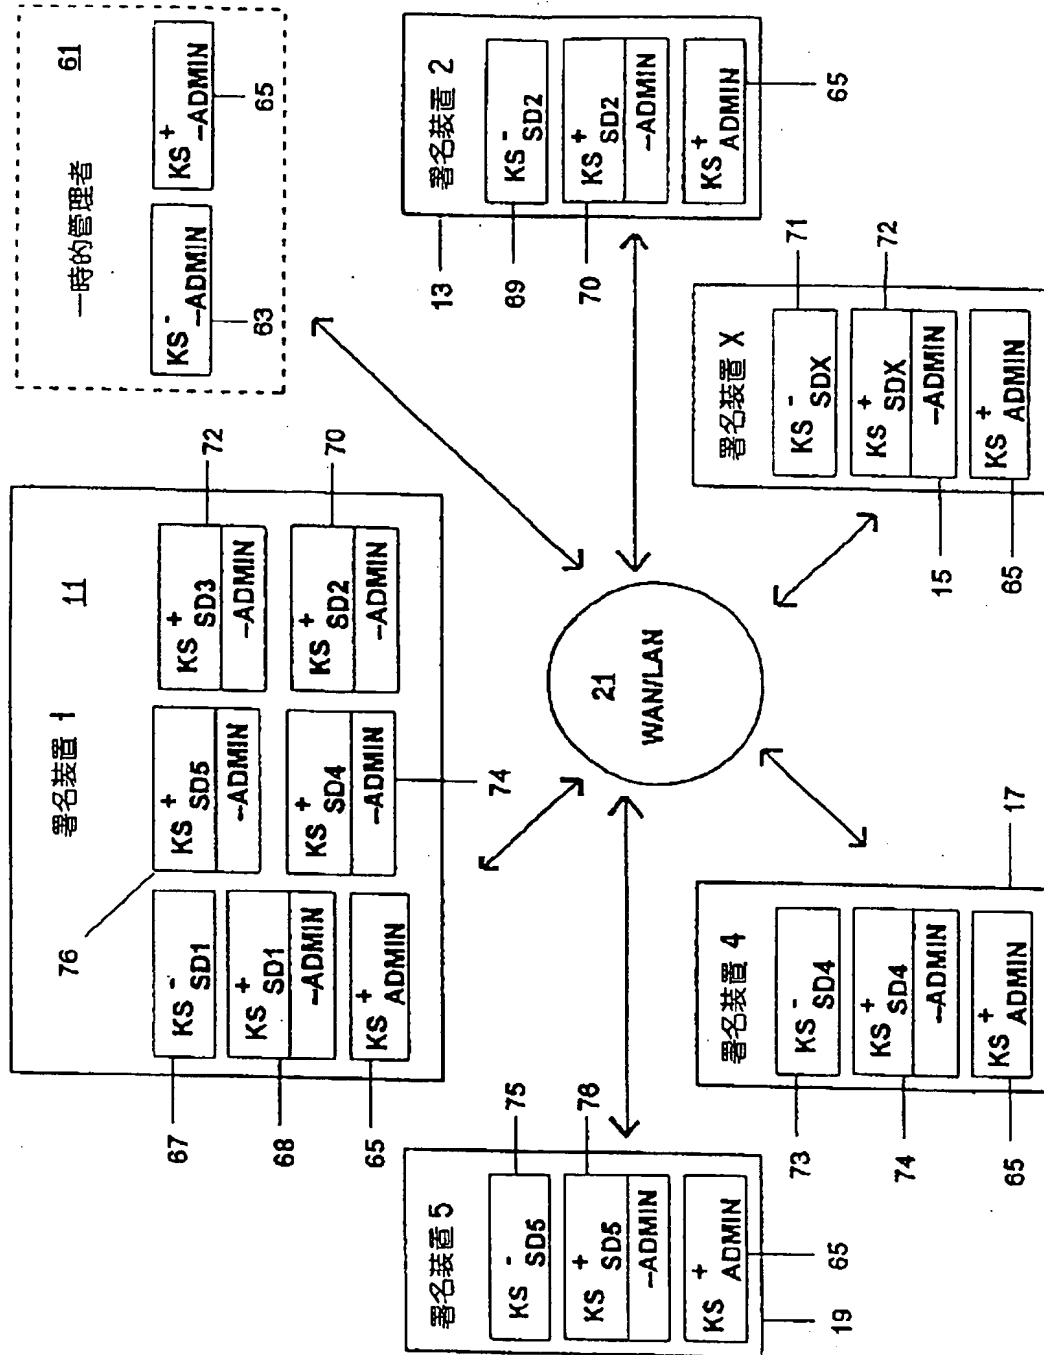 署名装置 1
11
KS⁻SD1
KS⁺SD1
–ADMIN
KS⁺ADMIN
KS⁺SD5
–ADMIN
KS⁺SD4
–ADMIN
KS⁺SD3
–ADMIN
KS⁺SD2
–ADMIN
67
68
65
76
74
72
70
一時的管理者
61
KS⁻–ADMIN
KS⁺–ADMIN
63
65
署名装置 5
KS⁻SD5
KS⁺SD5
–ADMIN
KS⁺ADMIN
75
76
65
19
21
WAN/LAN
署名装置 2
KS⁻SD2
KS⁺SD2
–ADMIN
KS⁺ADMIN
13
69
70
65
署名装置 4
KS⁻SD4
KS⁺SD4
–ADMIN
KS⁺ADMIN
73
74
65
17
署名装置 X
KS⁻SDX
KS⁺SDX
–ADMIN
KS⁺ADMIN
71
72
15
65